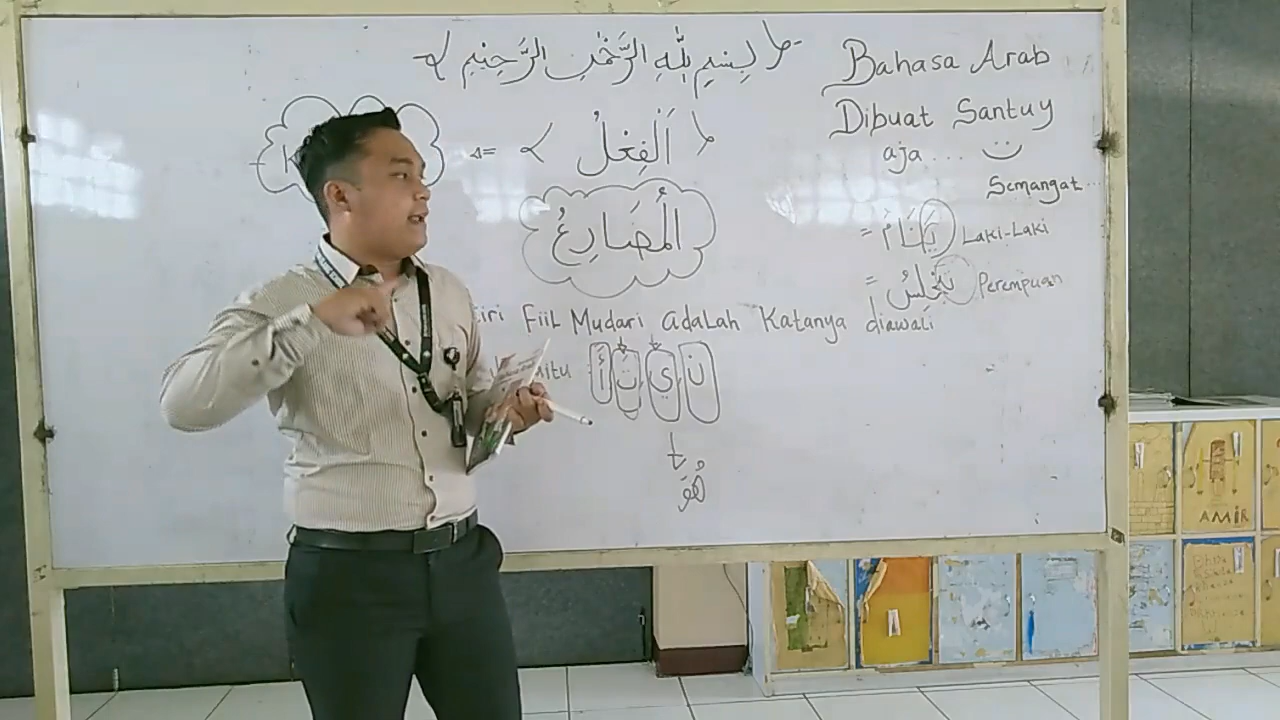 بِسْمِ اللّٰهِ الرَّحْمٰنِ الرَّحِيْمِ
Bahasa Arab
Dibuat Santuy
aja...
Semangat...
= اَلْفِعْلُ
المُضَارِعُ
= يَنَامُ Laki-Laki
= تَجْلِسُ Perempuan
Fiil Mudari adalah Katanya diawali
أ ت ي ن
هُوَ
AMIR